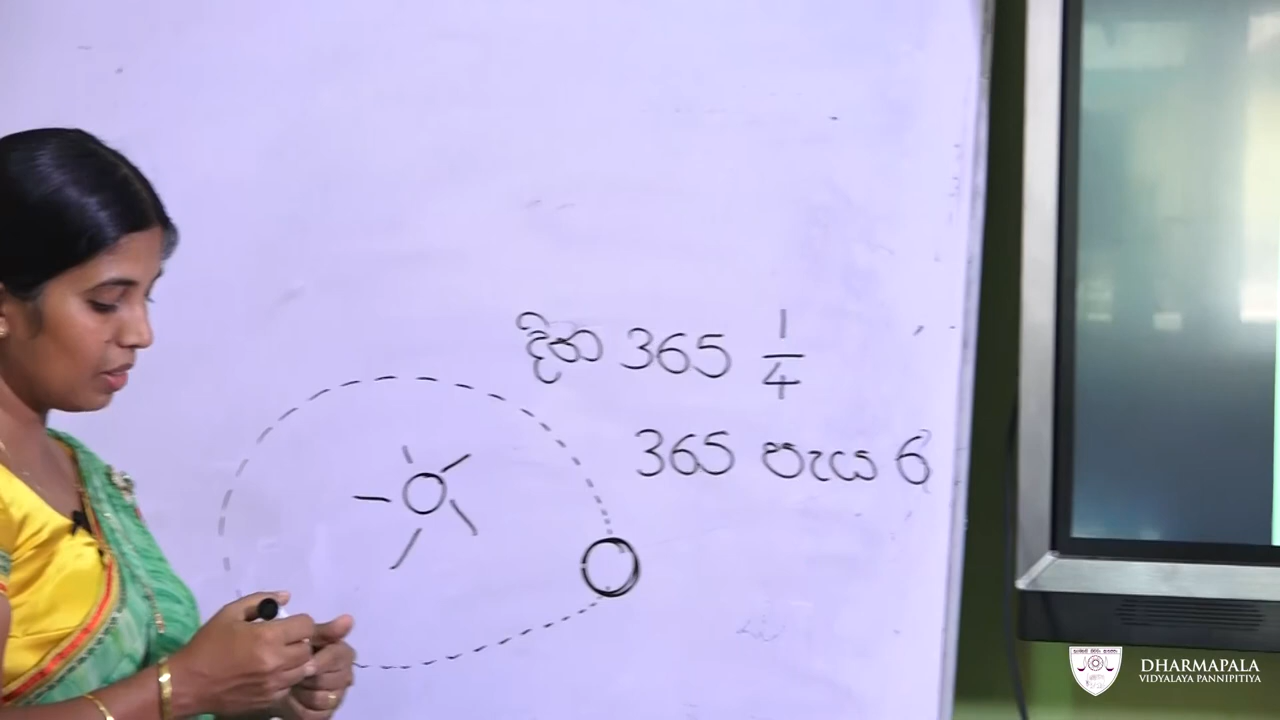 දින 365 1/4
365 පැය 6
DHARMAPALA
VIDYALAYA PANNIPITIYA